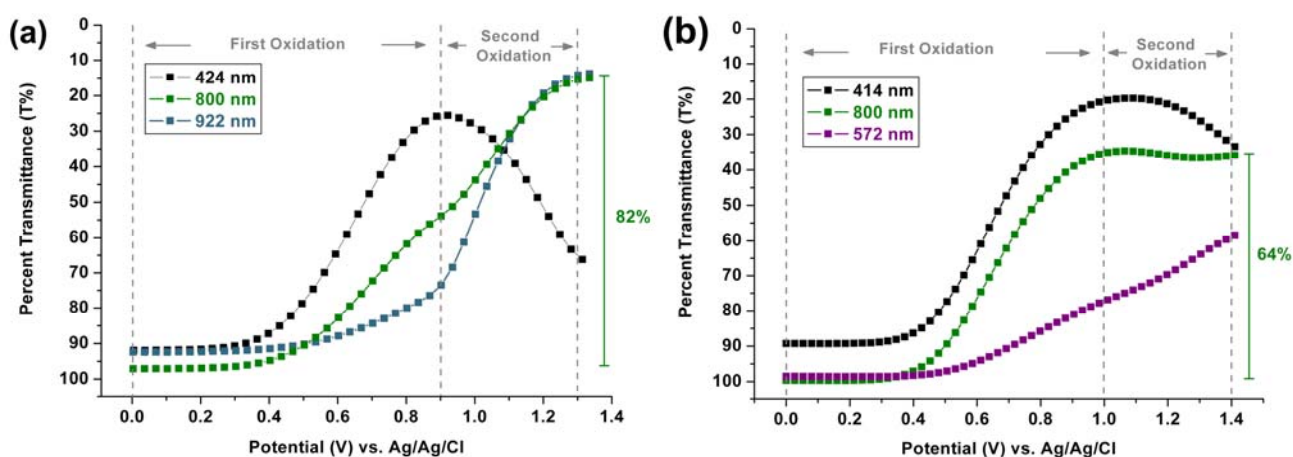 (a)
First Oxidation
Second
Oxidation
424 nm
800 nm
922 nm
82%
Percent Transmittance (T%)
0
10
20
30
40
50
60
70
80
90
100
0.0 0.2 0.4 0.6 0.8 1.0 1.2 1.4
Potential (V) vs. Ag/Ag/Cl
(b)
First Oxidation
Second
Oxidation
414 nm
800 nm
572 nm
64%
Percent Transmittance (T%)
0
10
20
30
40
50
60
70
80
90
100
0.0 0.2 0.4 0.6 0.8 1.0 1.2 1.4
Potential (V) vs. Ag/Ag/Cl